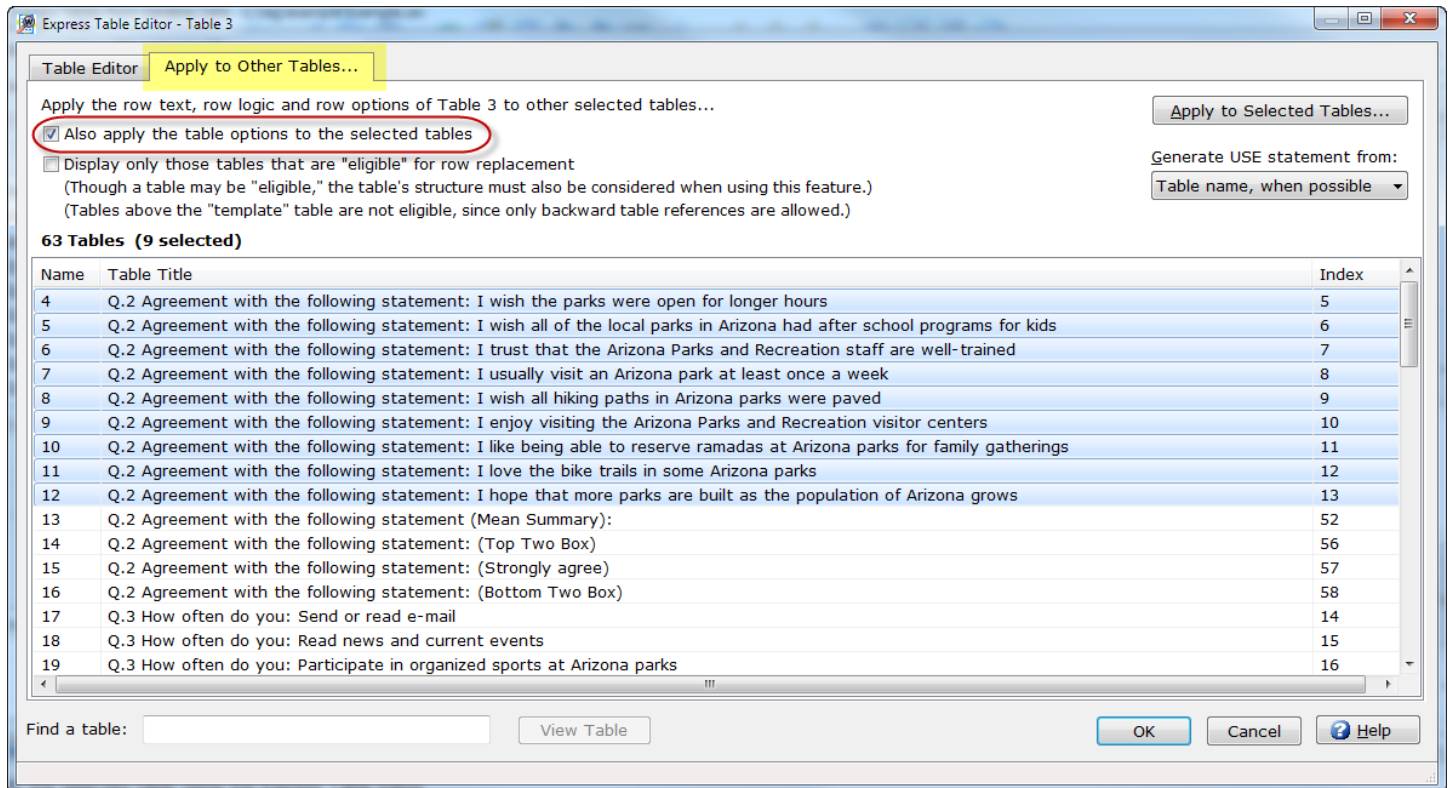 Express Table Editor - Table 3
Table Editor
Apply to Other Tables...
Apply the row text, row logic and row options of Table 3 to other selected tables...
Apply to Selected Tables...
Also apply the table options to the selected tables
Display only those tables that are "eligible" for row replacement
(Though a table may be "eligible," the table's structure must also be considered when using this feature.)
(Tables above the "template" table are not eligible, since only backward table references are allowed.)
Generate USE statement from:
Table name, when possible
63 Tables (9 selected)
Name Table Title Index
4 Q.2 Agreement with the following statement: I wish the parks were open for longer hours 5
5 Q.2 Agreement with the following statement: I wish all of the local parks in Arizona had after school programs for kids 6
6 Q.2 Agreement with the following statement: I trust that the Arizona Parks and Recreation staff are well-trained 7
7 Q.2 Agreement with the following statement: I usually visit an Arizona park at least once a week 8
8 Q.2 Agreement with the following statement: I wish all hiking paths in Arizona parks were paved 9
9 Q.2 Agreement with the following statement: I enjoy visiting the Arizona Parks and Recreation visitor centers 10
10 Q.2 Agreement with the following statement: I like being able to reserve ramadas at Arizona parks for family gatherings 11
11 Q.2 Agreement with the following statement: I love the bike trails in some Arizona parks 12
12 Q.2 Agreement with the following statement: I hope that more parks are built as the population of Arizona grows 13
13 Q.2 Agreement with the following statement (Mean Summary): 52
14 Q.2 Agreement with the following statement: (Top Two Box) 56
15 Q.2 Agreement with the following statement: (Strongly agree) 57
16 Q.2 Agreement with the following statement: (Bottom Two Box) 58
17 Q.3 How often do you: Send or read e-mail 14
18 Q.3 How often do you: Read news and current events 15
19 Q.3 How often do you: Participate in organized sports at Arizona parks 16
Find a table:
View Table
OK
Cancel
Help